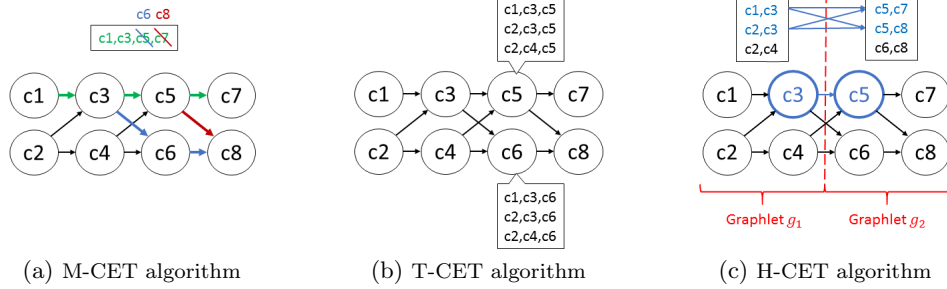 c6 c8
c1,c3,c5,c7
c1 c3 c5 c7
c2 c4 c6 c8
(a) M-CET algorithm
c1,c3,c5
c2,c3,c5
c2,c4,c5
c1 c3 c5 c7
c2 c4 c6 c8
c1,c3,c6
c2,c3,c6
c2,c4,c6
(b) T-CET algorithm
c1,c3 c5,c7
c2,c3 c5,c8
c2,c4 c6,c8
c1 c3 c5 c7
c2 c4 c6 c8
Graphlet g1 Graphlet g2
(c) H-CET algorithm